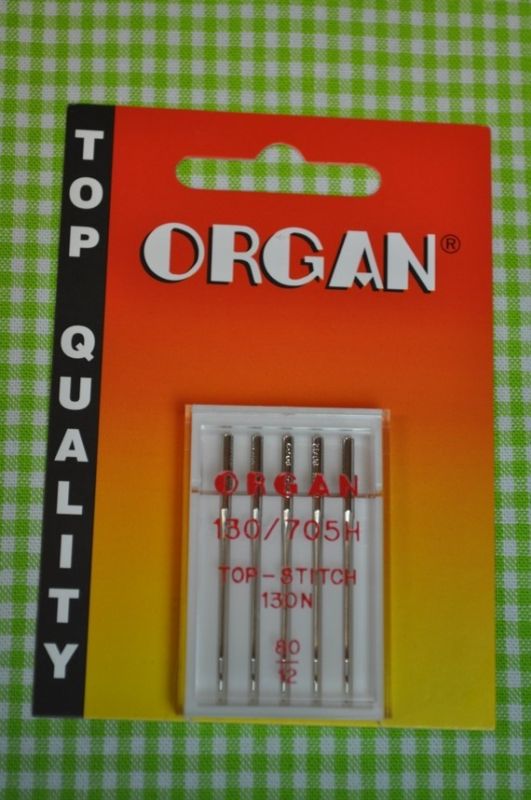 TOP QUALITY
ORGAN®
ORGAN
130/705H
TOP-STITCH
130N
80
12